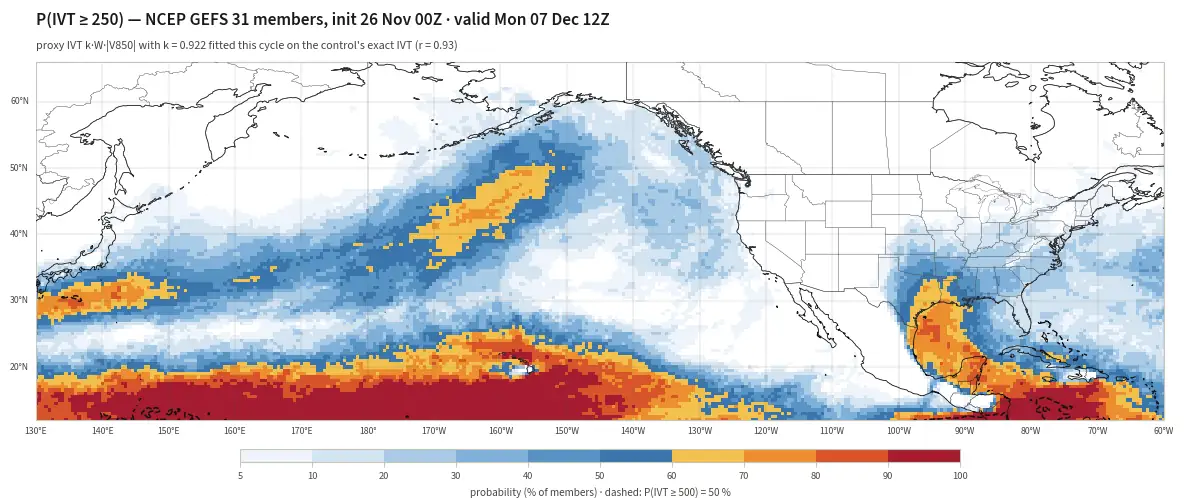 P(IVT ≥ 250) — NCEP GEFS 31 members, init 26 Nov 00Z · valid Mon 07 Dec 12Z
proxy IVT k·W·|V850| with k = 0.922 fitted this cycle on the control's exact IVT (r = 0.93)
60°N
50°N
40°N
30°N
20°N
130°E 140°E 150°E 160°E 170°E 180° 170°W 160°W 150°W 140°W 130°W 120°W 110°W 100°W 90°W 80°W 70°W 60°W
5 10 20 30 40 50 60 70 80 90 100
probability (% of members) · dashed: P(IVT ≥ 500) = 50 %